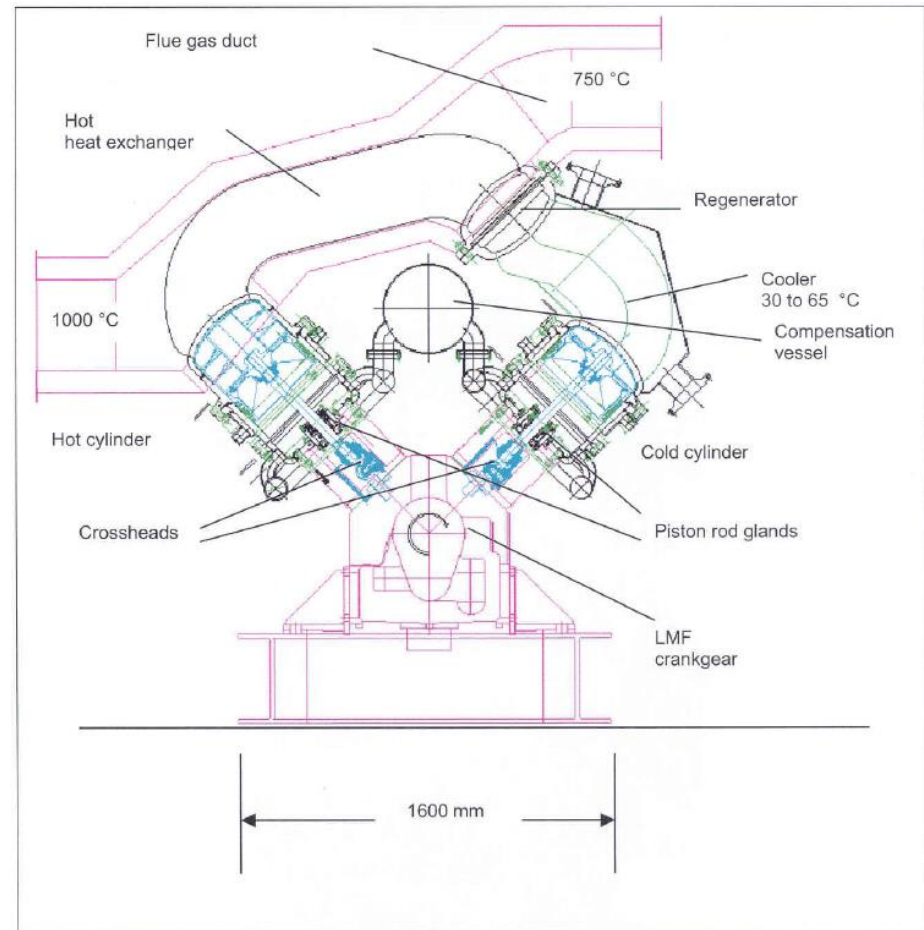 Flue gas duct
750 °C
Hot
heat exchanger
Regenerator
Cooler
30 to 65 °C
1000 °C
Compensation
vessel
Hot cylinder
Cold cylinder
Crossheads
Piston rod glands
LMF
crankgear
1600 mm